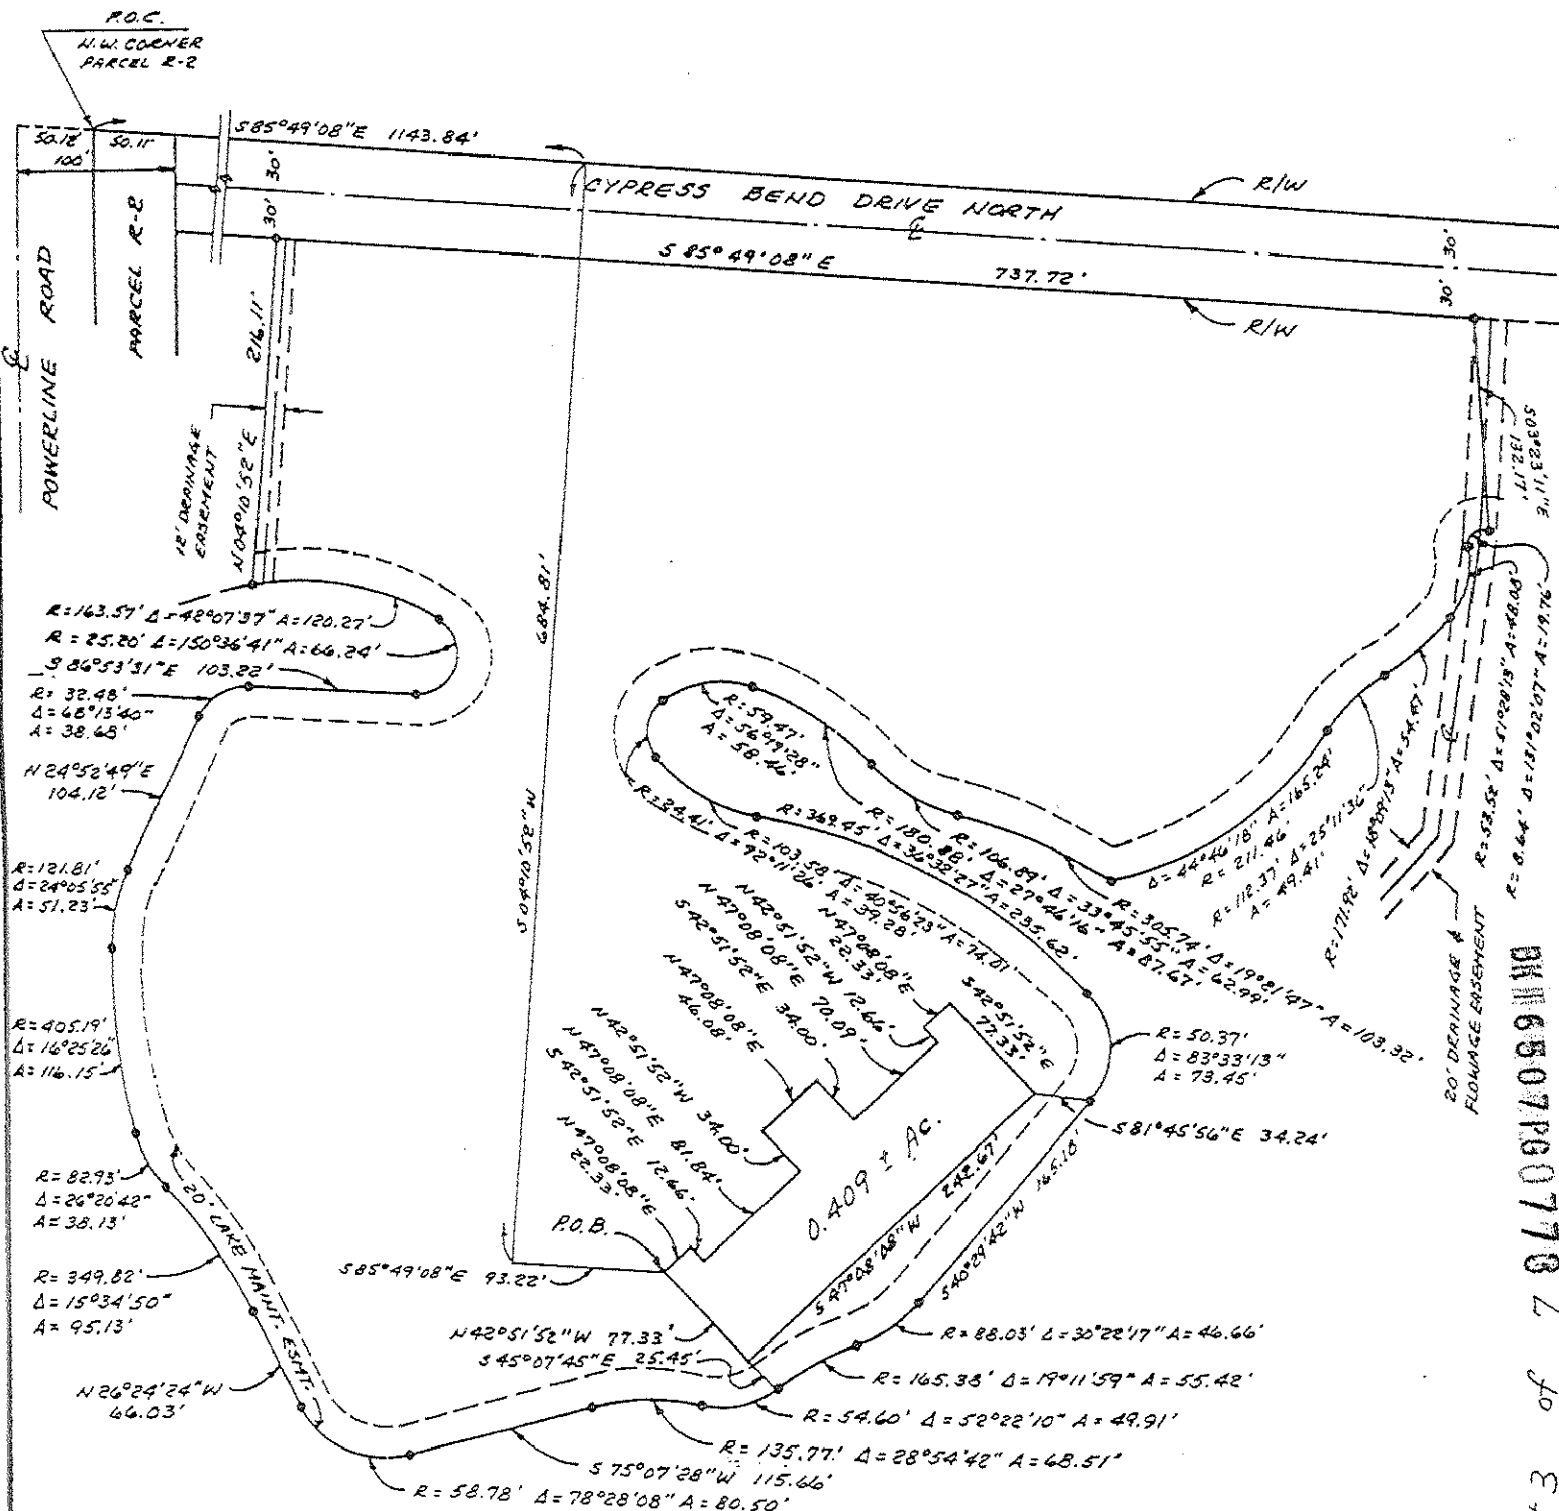 P.O.C.
N.W. CORNER
PARCEL R-2
50.12'
50.11'
100'
S85°49'08"E 1143.84'
30'
30'
CYPRESS BEND DRIVE NORTH
R/W
S 85°49'08"E 737.72'
R/W
30'
30'
POWERLINE ROAD
PARCEL R-2
216.11'
N04°10'52"E
12' DRAINAGE
EASEMENT
S03°23'11"E
132.17'
R=163.57' Δ=42°07'37" A=120.27'
R=25.20' Δ=150°36'41" A=66.24'
S 86°53'31"E 103.22'
R=32.48'
Δ=68°13'40"
A=38.68'
N24°52'49"E
104.12'
R=121.81'
Δ=24°05'55"
A=51.23'
R=405.19'
Δ=16°25'26"
A=116.15'
R=82.93'
Δ=26°20'42"
A=38.13'
R=349.82'
Δ=15°34'50"
A=95.13'
N26°24'24"W
66.03'
20' LAKE MAINT. ESMT.
684.81'
S04°10'52"W
R=59.47'
Δ=56°19'28"
A=58.46'
R=24.41' Δ=92°11'26" A=39.28'
R=103.58' Δ=40°56'23" A=74.01'
R=369.45' Δ=36°32'27" A=235.62'
R=180.88' Δ=27°46'16" A=87.67'
R=106.89' Δ=33°45'55" A=62.99'
R=305.74' Δ=19°21'47" A=103.32'
Δ=44°46'18" A=165.24'
R=211.46'
R=112.37' Δ=25°11'36"
A=49.41'
R=171.92' Δ=18°09'13" A=54.47'
R=53.52' Δ=51°28'13" A=48.08'
R=8.64' Δ=131°02'07" A=19.76'
20' DRAINAGE &
FLOWAGE EASEMENT
N47°08'08"E
22.33'
N42°51'52"W 12.66'
N47°08'08"E 70.09'
S42°51'52"E 34.00'
N47°08'08"E
46.08'
N42°51'52"W 34.00'
N47°08'08"E 81.84'
S42°51'52"E 12.66'
N47°08'08"E
22.33'
S42°51'52"E
77.33'
R=50.37'
Δ=83°33'13"
A=73.45'
S81°45'56"E 34.24'
0.409 ± Ac.
S47°08'08"W 242.67'
S40°29'42"W 165.18'
P.O.B.
S85°49'08"E 93.22'
N42°51'52"W 77.33'
S45°07'45"E 25.45'
R=88.03' Δ=30°22'17" A=46.66'
R=165.38' Δ=19°11'59" A=55.42'
R=54.60' Δ=52°22'10" A=49.91'
R=135.77' Δ=28°54'42" A=68.51'
S75°07'28"W 115.66'
R=58.78' Δ=78°28'08" A=80.50'
3 of 7